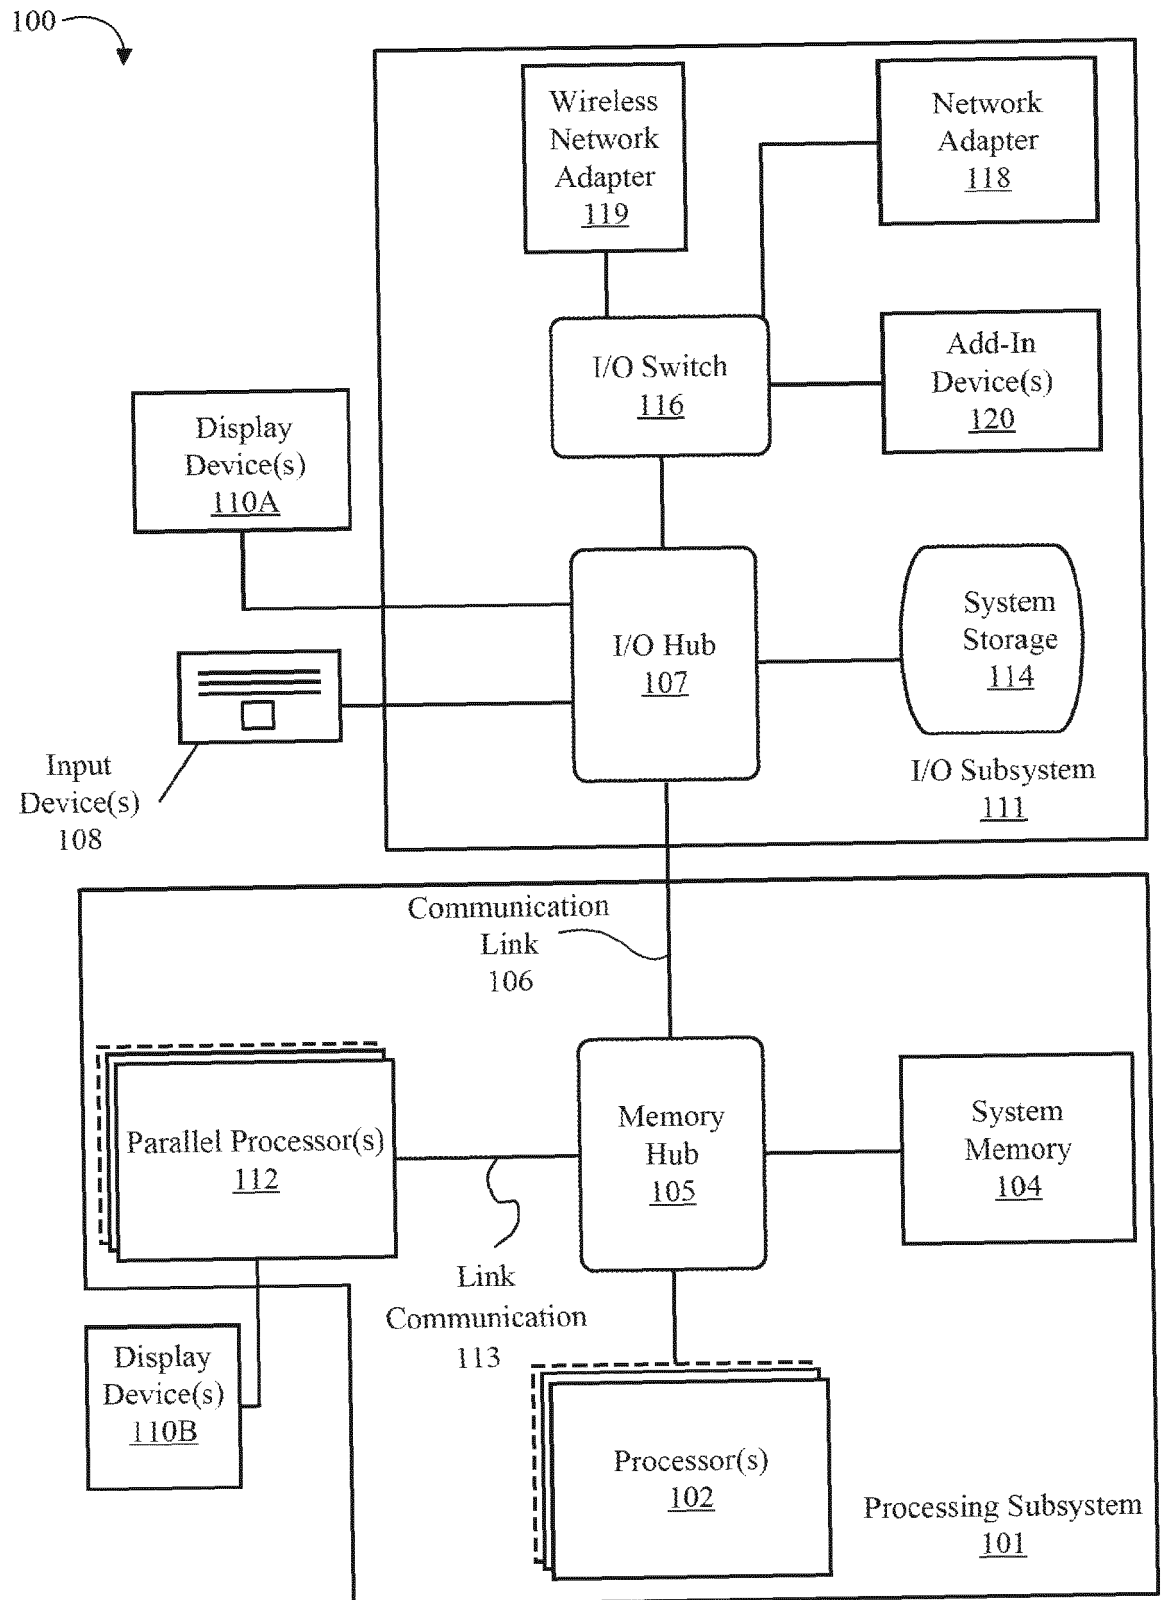 100
Wireless
Network
Adapter
119
Network
Adapter
118
I/O Switch
116
Add-In
Device(s)
120
Display
Device(s)
110A
I/O Hub
107
System
Storage
114
Input
Device(s)
108
I/O Subsystem
111
Communication
Link
106
Parallel Processor(s)
112
Memory
Hub
105
System
Memory
104
Link
Communication
113
Display
Device(s)
110B
Processor(s)
102
Processing Subsystem
101